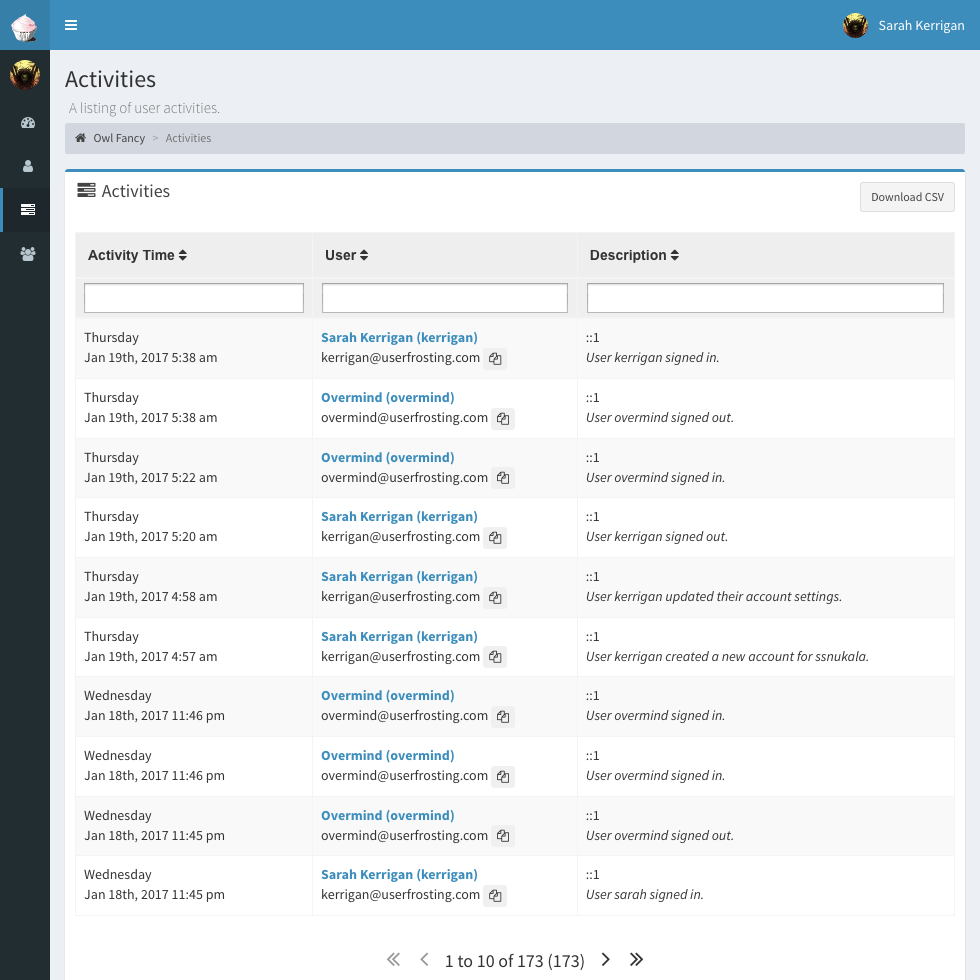 Sarah Kerrigan
Activities
A listing of user activities.
Owl Fancy > Activities
Activities
Download CSV
Activity Time User Description
Thursday Sarah Kerrigan (kerrigan) ::1
Jan 19th, 2017 5:38 am kerrigan@userfrosting.com User kerrigan signed in.
Thursday Overmind (overmind) ::1
Jan 19th, 2017 5:38 am overmind@userfrosting.com User overmind signed out.
Thursday Overmind (overmind) ::1
Jan 19th, 2017 5:22 am overmind@userfrosting.com User overmind signed in.
Thursday Sarah Kerrigan (kerrigan) ::1
Jan 19th, 2017 5:20 am kerrigan@userfrosting.com User kerrigan signed out.
Thursday Sarah Kerrigan (kerrigan) ::1
Jan 19th, 2017 4:58 am kerrigan@userfrosting.com User kerrigan updated their account settings.
Thursday Sarah Kerrigan (kerrigan) ::1
Jan 19th, 2017 4:57 am kerrigan@userfrosting.com User kerrigan created a new account for ssnukala.
Wednesday Overmind (overmind) ::1
Jan 18th, 2017 11:46 pm overmind@userfrosting.com User overmind signed in.
Wednesday Overmind (overmind) ::1
Jan 18th, 2017 11:46 pm overmind@userfrosting.com User overmind signed in.
Wednesday Overmind (overmind) ::1
Jan 18th, 2017 11:45 pm overmind@userfrosting.com User overmind signed out.
Wednesday Sarah Kerrigan (kerrigan) ::1
Jan 18th, 2017 11:45 pm kerrigan@userfrosting.com User sarah signed in.
1 to 10 of 173 (173)